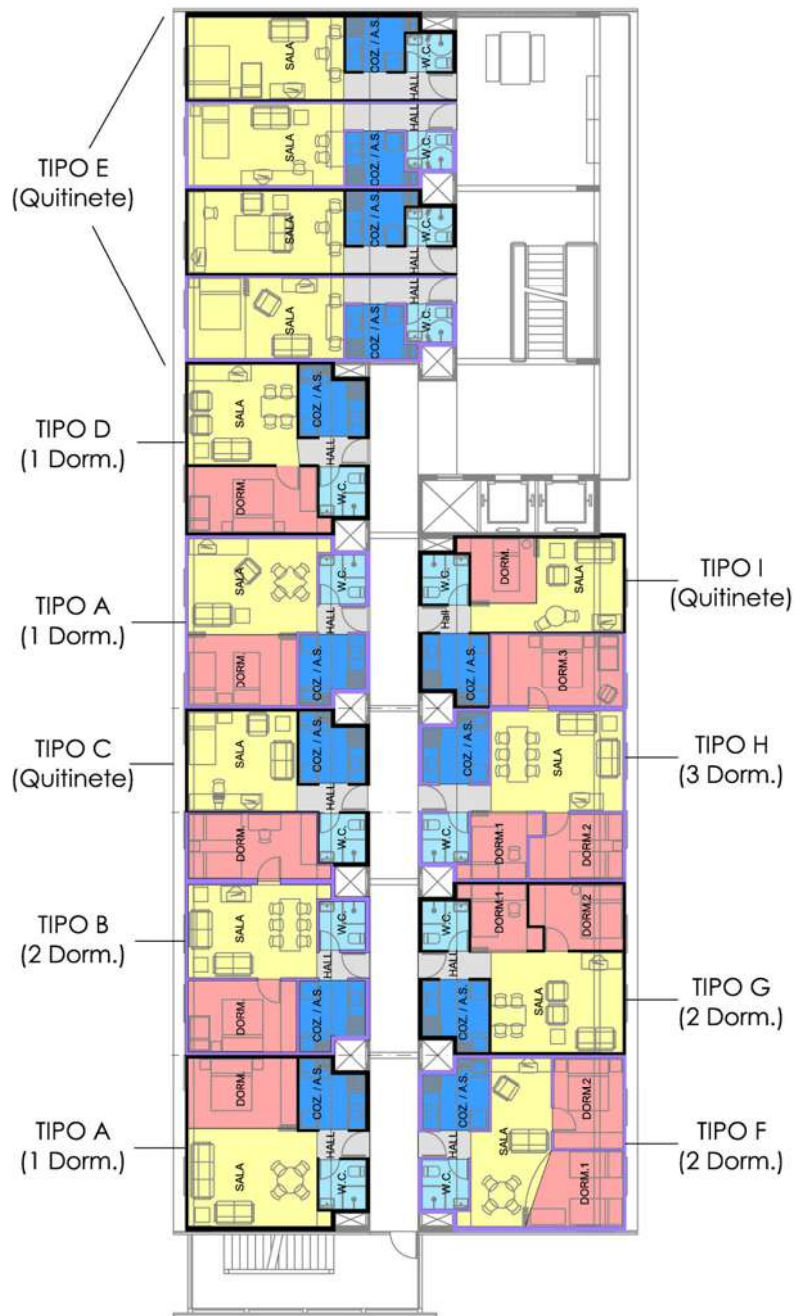 SALA
COZ. / A.S.
W.C.
HALL
SALA
HALL
COZ. / A.S.
W.C.
TIPO E
(Quitinete)
SALA
COZ. / A.S.
W.C.
HALL
SALA
HALL
COZ. / A.S.
W.C.
TIPO D
(1 Dorm.)
SALA
COZ. / A.S.
HALL
DORM.
W.C.
TIPO A
(1 Dorm.)
SALA
W.C.
HALL
DORM.
COZ. / A.S.
W.C.
DORM.
SALA
Hall
TIPO I
(Quitinete)
COZ. / A.S.
DORM.3
TIPO C
(Quitinete)
SALA
COZ. / A.S.
HALL
W.C.
COZ. / A.S.
SALA
TIPO H
(3 Dorm.)
W.C.
DORM.1
DORM.2
DORM.
TIPO B
(2 Dorm.)
SALA
W.C.
HALL
DORM.
COZ. / A.S.
W.C.
DORM.1
DORM.2
HALL
COZ. / A.S.
SALA
TIPO G
(2 Dorm.)
DORM.
COZ. / A.S.
TIPO A
(1 Dorm.)
SALA
HALL
W.C.
COZ. / A.S.
DORM.2
HALL
SALA
TIPO F
(2 Dorm.)
W.C.
DORM.1